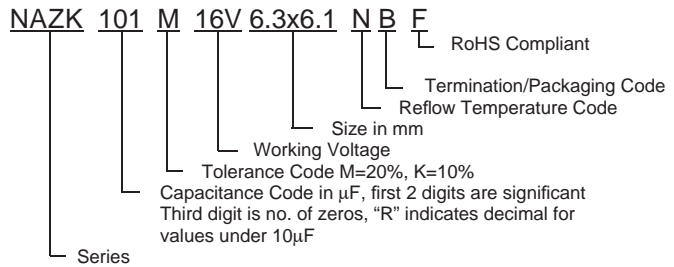 NAZK 101 M 16V 6.3x6.1 N B F
RoHS Compliant
Termination/Packaging Code
Reflow Temperature Code
Size in mm
Working Voltage
Tolerance Code M=20%, K=10%
Capacitance Code in μF, first 2 digits are significant
Third digit is no. of zeros, “R” indicates decimal for
values under 10μF
Series